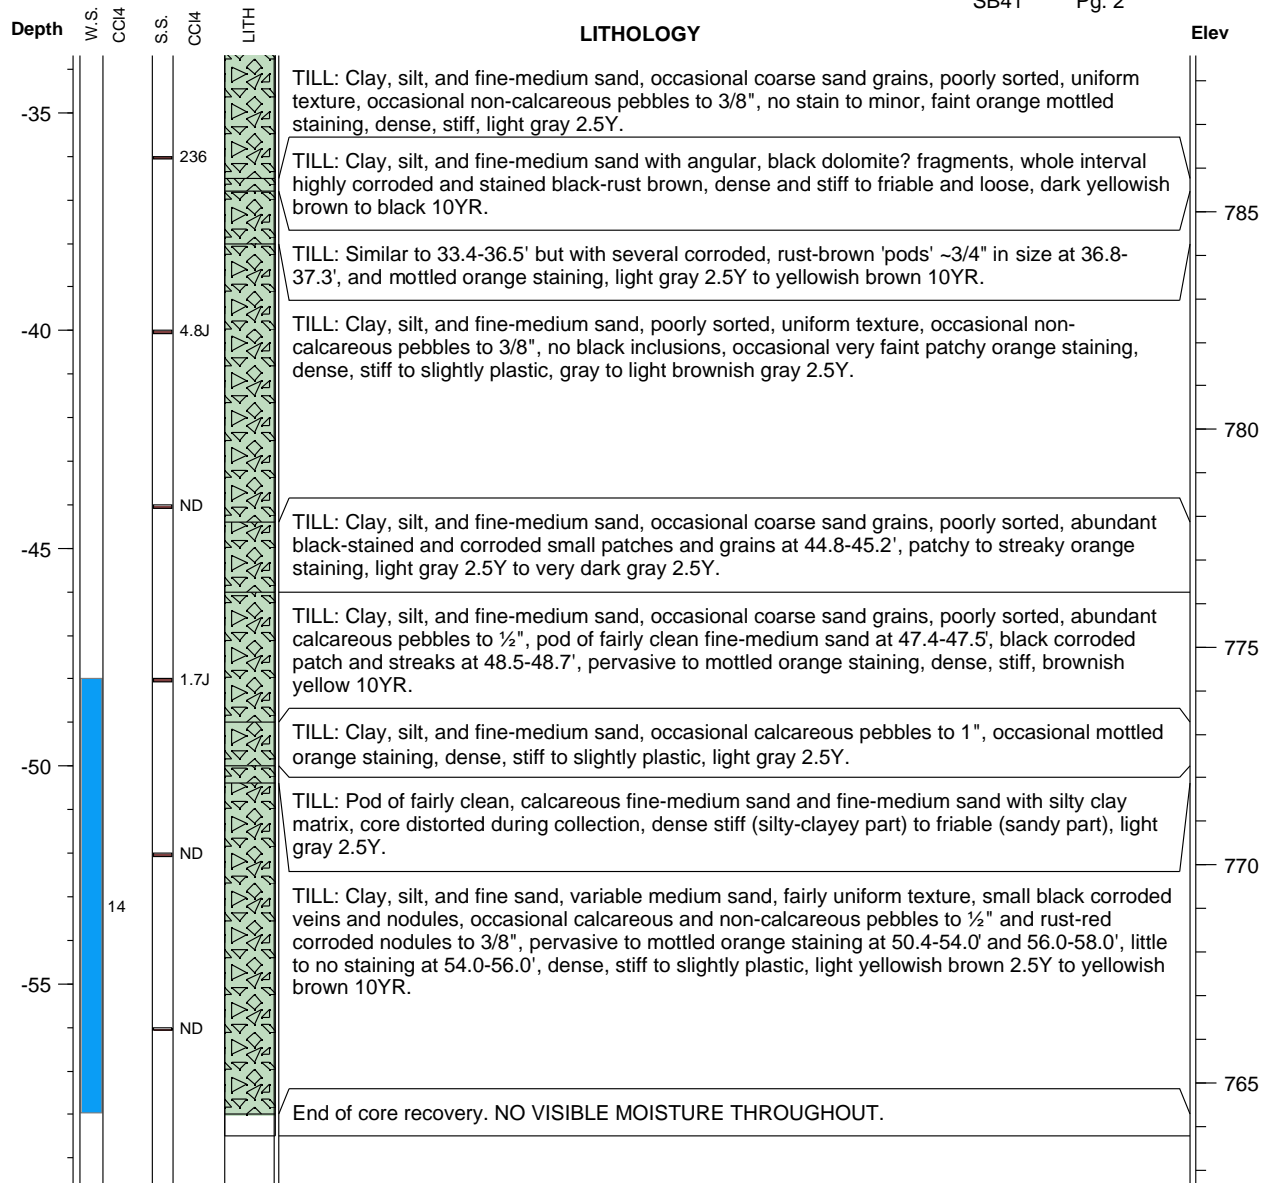 SB41 Pg. 2
Depth W.S. CCl4 S.S. CCl4 LITH LITHOLOGY Elev
TILL: Clay, silt, and fine-medium sand, occasional coarse sand grains, poorly sorted, uniform
texture, occasional non-calcareous pebbles to 3/8", no stain to minor, faint orange mottled
staining, dense, stiff, light gray 2.5Y.
-35
236
TILL: Clay, silt, and fine-medium sand with angular, black dolomite? fragments, whole interval
highly corroded and stained black-rust brown, dense and stiff to friable and loose, dark yellowish
brown to black 10YR.
785
TILL: Similar to 33.4-36.5' but with several corroded, rust-brown 'pods' ~3/4" in size at 36.8-
37.3', and mottled orange staining, light gray 2.5Y to yellowish brown 10YR.
-40
4.8J
TILL: Clay, silt, and fine-medium sand, poorly sorted, uniform texture, occasional non-
calcareous pebbles to 3/8", no black inclusions, occasional very faint patchy orange staining,
dense, stiff to slightly plastic, gray to light brownish gray 2.5Y.
780
ND
TILL: Clay, silt, and fine-medium sand, occasional coarse sand grains, poorly sorted, abundant
black-stained and corroded small patches and grains at 44.8-45.2', patchy to streaky orange
staining, light gray 2.5Y to very dark gray 2.5Y.
-45
TILL: Clay, silt, and fine-medium sand, occasional coarse sand grains, poorly sorted, abundant
calcareous pebbles to ½", pod of fairly clean fine-medium sand at 47.4-47.5', black corroded
patch and streaks at 48.5-48.7', pervasive to mottled orange staining, dense, stiff, brownish
yellow 10YR.
775
1.7J
TILL: Clay, silt, and fine-medium sand, occasional calcareous pebbles to 1", occasional mottled
orange staining, dense, stiff to slightly plastic, light gray 2.5Y.
-50
TILL: Pod of fairly clean, calcareous fine-medium sand and fine-medium sand with silty clay
matrix, core distorted during collection, dense stiff (silty-clayey part) to friable (sandy part), light
gray 2.5Y.
ND
770
14
TILL: Clay, silt, and fine sand, variable medium sand, fairly uniform texture, small black corroded
veins and nodules, occasional calcareous and non-calcareous pebbles to ½" and rust-red
corroded nodules to 3/8", pervasive to mottled orange staining at 50.4-54.0' and 56.0-58.0', little
to no staining at 54.0-56.0', dense, stiff to slightly plastic, light yellowish brown 2.5Y to yellowish
brown 10YR.
-55
ND
765
End of core recovery. NO VISIBLE MOISTURE THROUGHOUT.